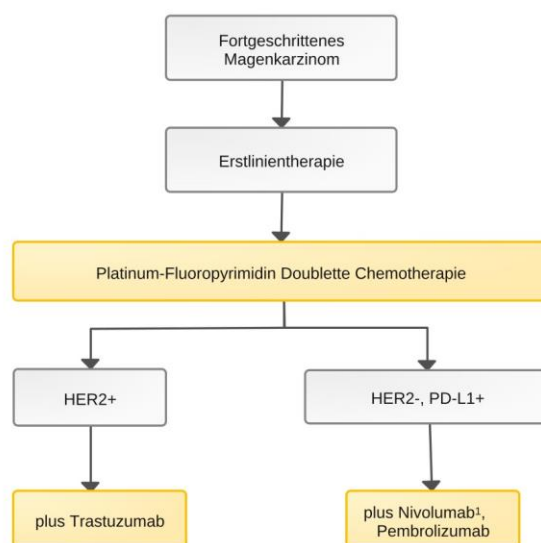 Fortgeschrittenes
Magenkarzinom
Erstlinientherapie
Platinum-Fluoropyrimidin Doublette Chemotherapie
HER2+
HER2-, PD-L1+
plus Trastuzumab
plus Nivolumab¹,
Pembrolizumab